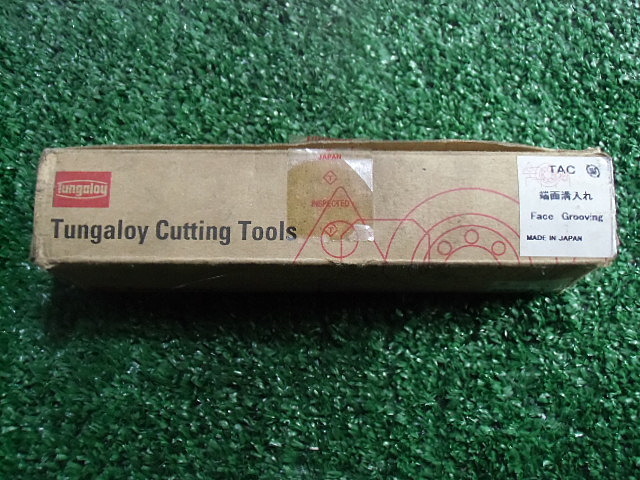 Tungaloy
Tungaloy Cutting Tools
JAPAN
INSPECTED
TAC
端面溝入れ
Face Grooving
MADE IN JAPAN